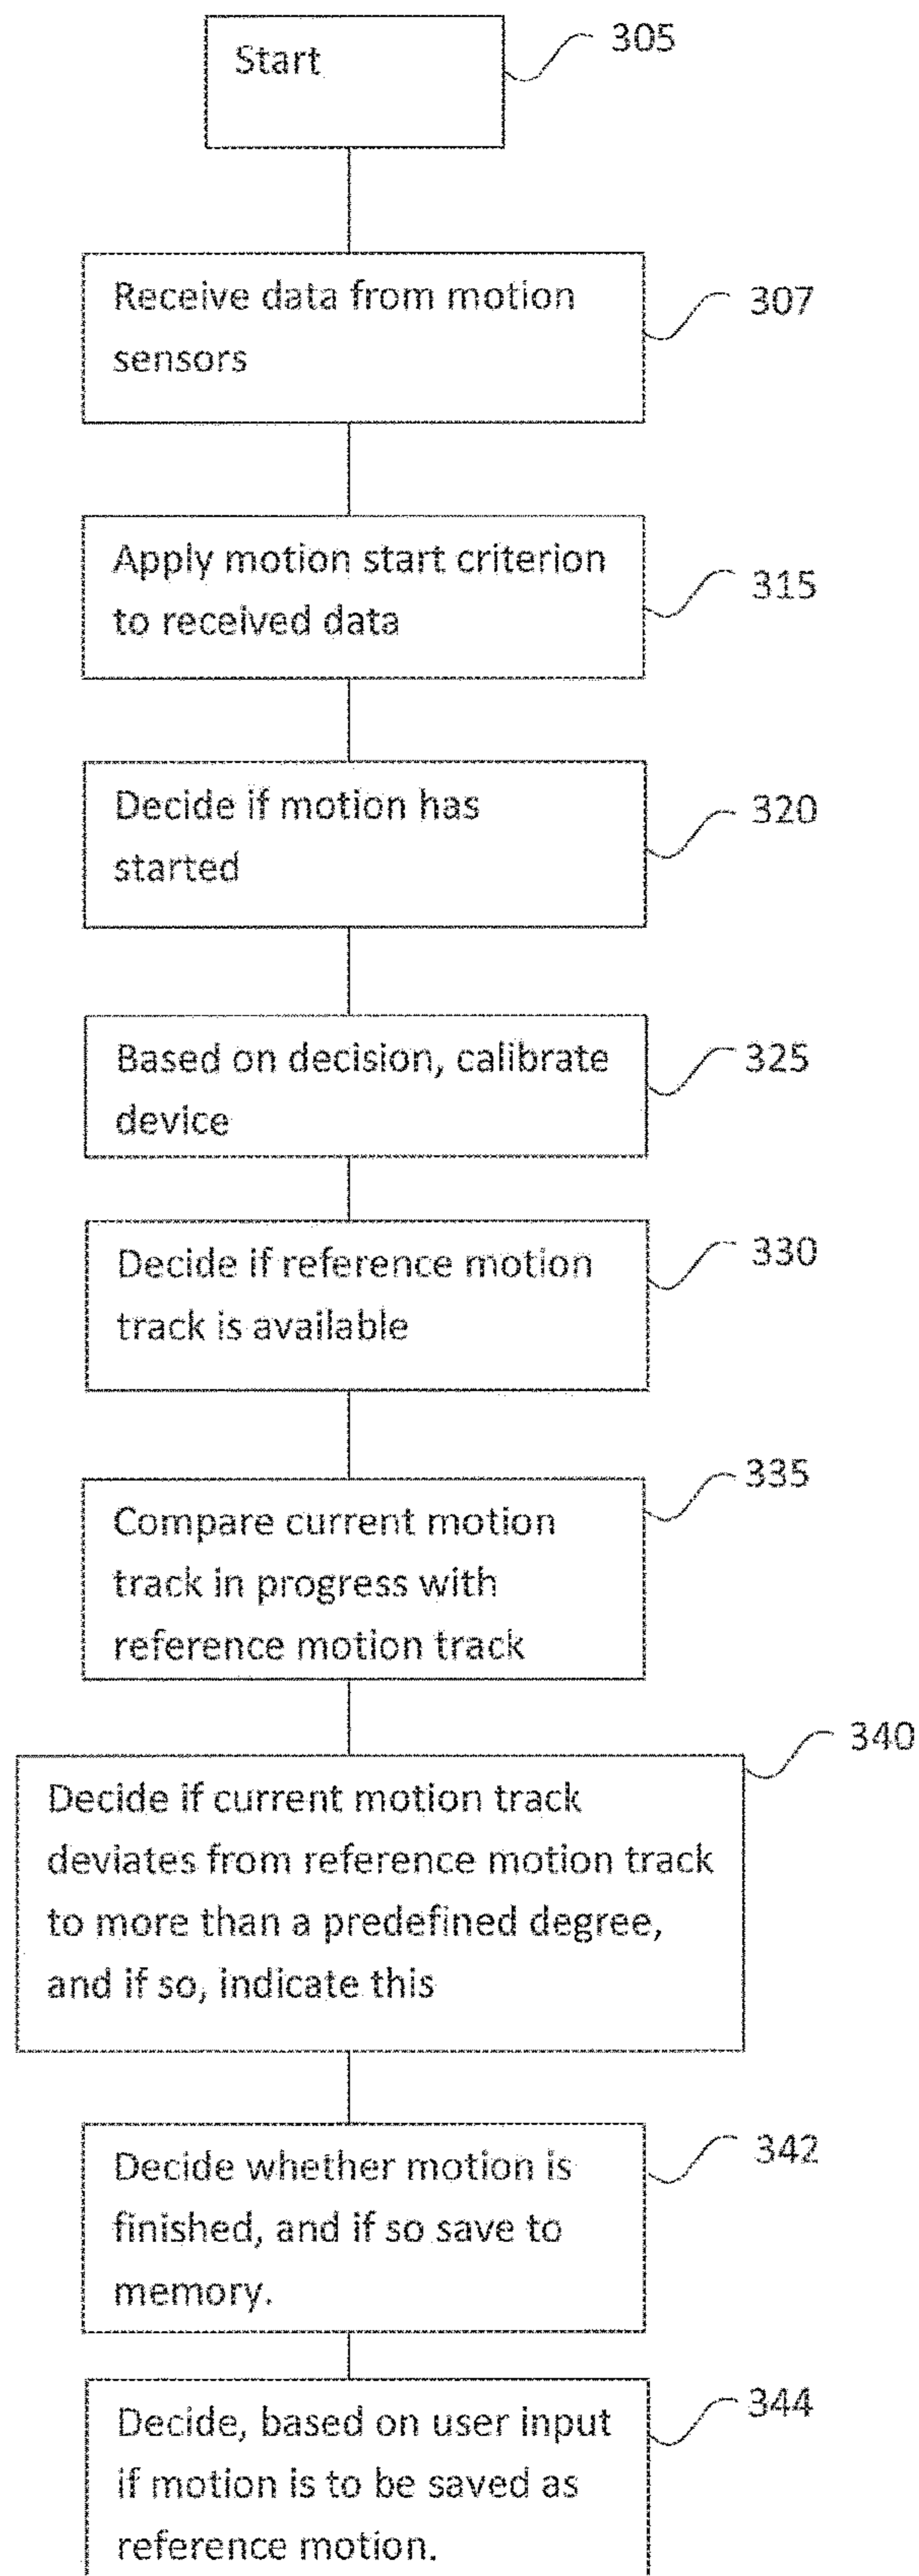 Start
305
Receive data from motion
sensors
307
Apply motion start criterion
to received data
315
Decide if motion has
started
320
Based on decision, calibrate
device
325
Decide if reference motion
track is available
330
Compare current motion
track in progress with
reference motion track
335
Decide if current motion track
deviates from reference motion track
to more than a predefined degree,
and if so, indicate this
340
Decide whether motion is
finished, and if so save to
memory.
342
Decide, based on user input
if motion is to be saved as
reference motion.
344